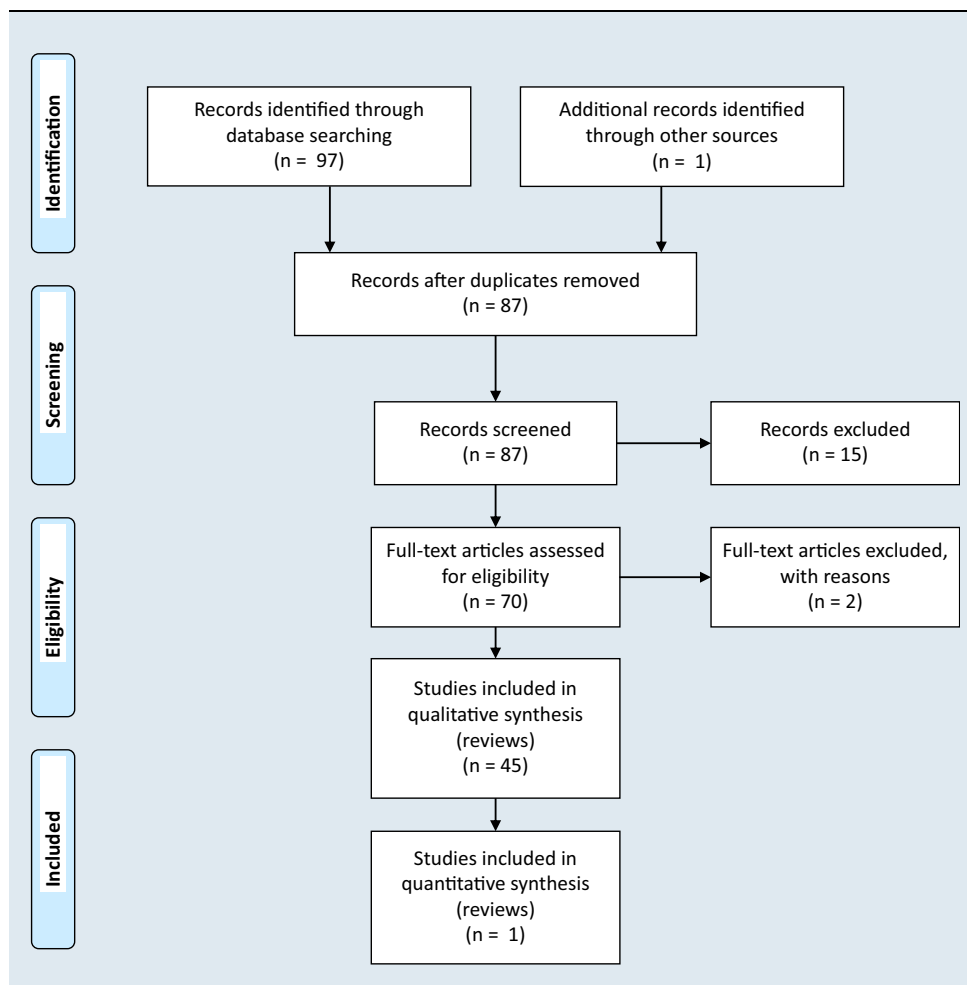 Identification
Records identified through
database searching
(n = 97)
Additional records identified
through other sources
(n = 1)
Records after duplicates removed
(n = 87)
Screening
Records screened
(n = 87)
Records excluded
(n = 15)
Eligibility
Full-text articles assessed
for eligibility
(n = 70)
Full-text articles excluded,
with reasons
(n = 2)
Studies included in
qualitative synthesis
(reviews)
(n = 45)
Included
Studies included in
quantitative synthesis
(reviews)
(n = 1)